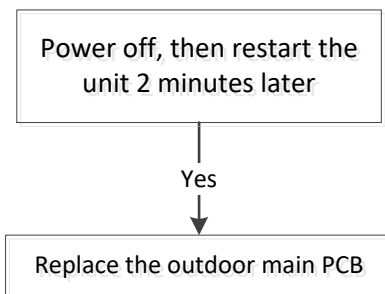 Power off, then restart the
unit 2 minutes later
Yes
Replace the outdoor main PCB